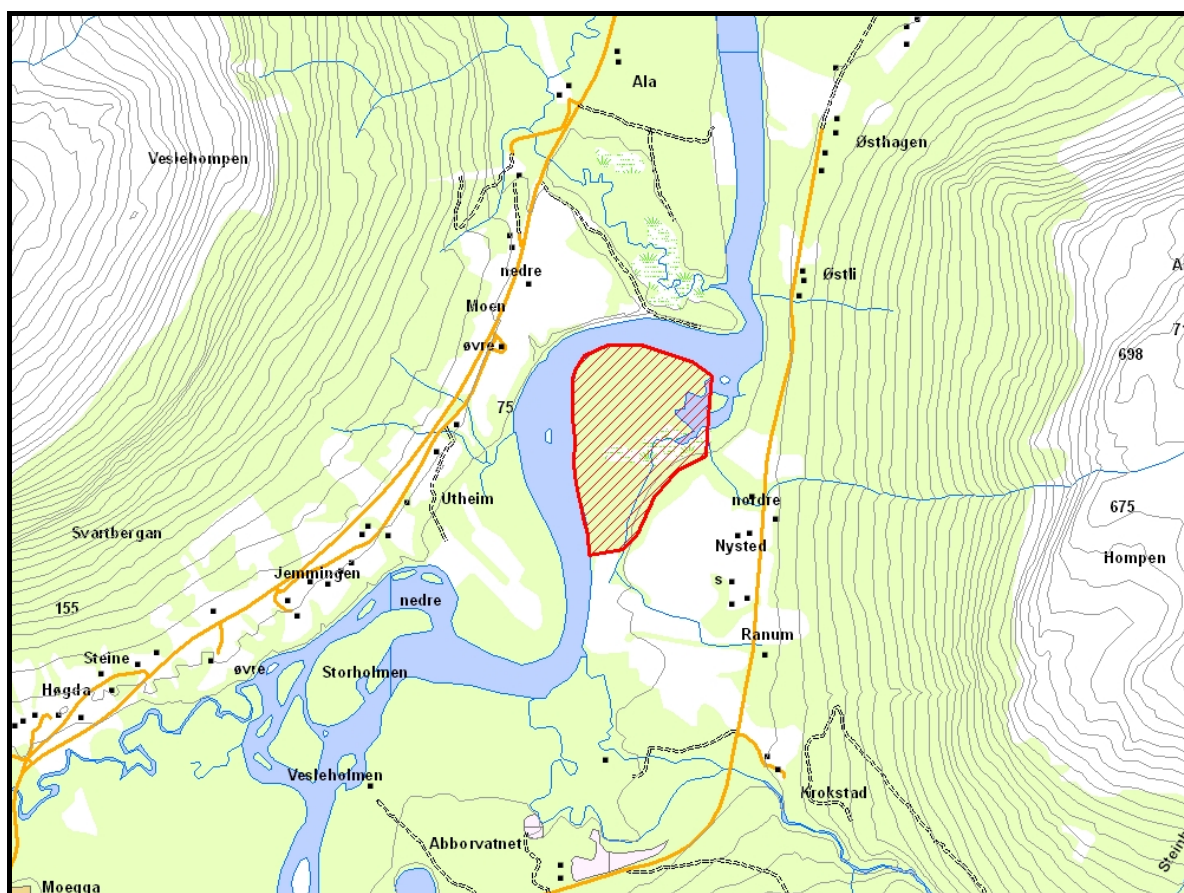 Ala
Veslehompen
Østhagen
nedre
Østli
Moen
øvre
698
75
675
nordre
Utheim
Svartbergan
Nysted
Hompen
Jemmingen
s
nedre
155
Ranum
Steine
øvre
Storholmen
Høgda
Vesleholmen
Krokstad
Abborvatnet
Moegga